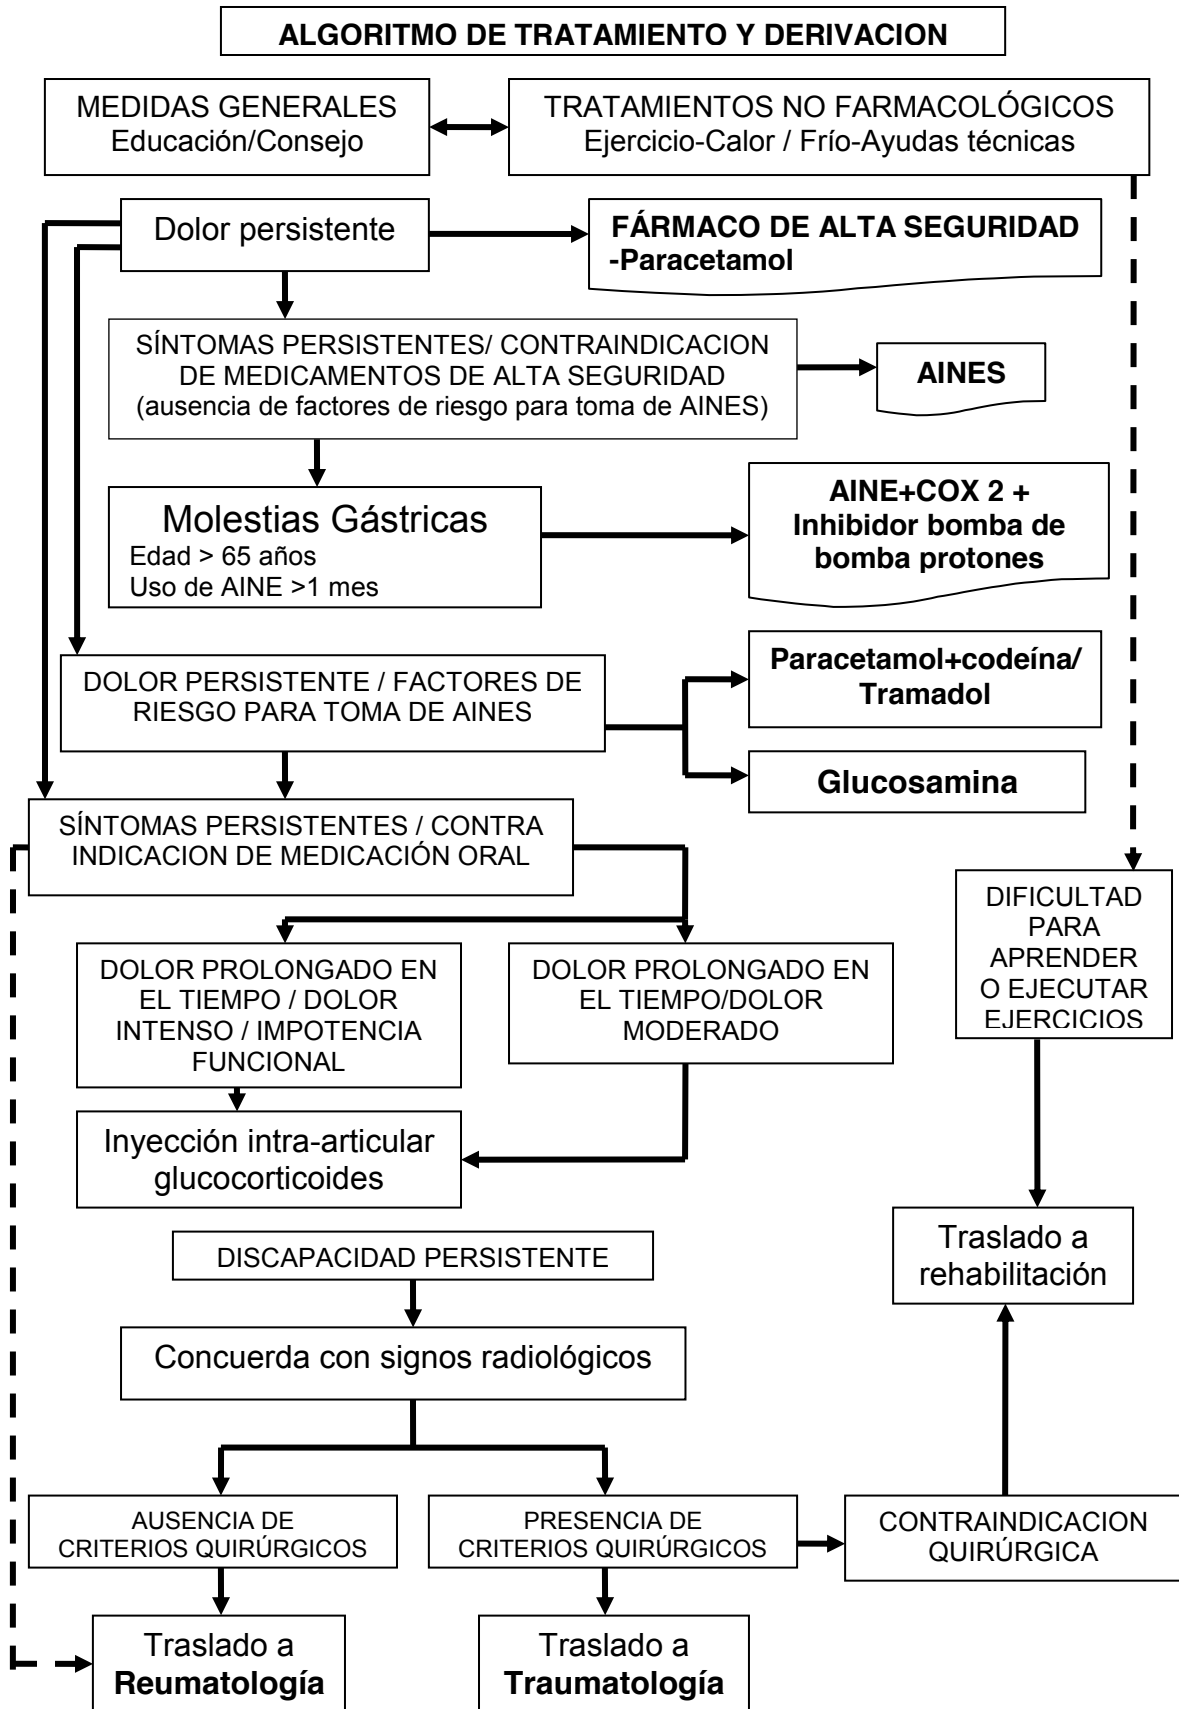 ALGORITMO DE TRATAMIENTO Y DERIVACION
MEDIDAS GENERALES
Educación/Consejo
TRATAMIENTOS NO FARMACOLÓGICOS
Ejercicio-Calor / Frío-Ayudas técnicas
Dolor persistente
FÁRMACO DE ALTA SEGURIDAD
-Paracetamol
SÍNTOMAS PERSISTENTES/ CONTRAINDICACION
DE MEDICAMENTOS DE ALTA SEGURIDAD
(ausencia de factores de riesgo para toma de AINES)
AINES
Molestias Gástricas
Edad > 65 años
Uso de AINE >1 mes
AINE+COX 2 +
Inhibidor bomba de
bomba protones
DOLOR PERSISTENTE / FACTORES DE
RIESGO PARA TOMA DE AINES
Paracetamol+codeína/
Tramadol
Glucosamina
SÍNTOMAS PERSISTENTES / CONTRA
INDICACION DE MEDICACIÓN ORAL
DOLOR PROLONGADO EN
EL TIEMPO / DOLOR
INTENSO / IMPOTENCIA
FUNCIONAL
DOLOR PROLONGADO EN
EL TIEMPO/DOLOR
MODERADO
DIFICULTAD
PARA
APRENDER
O EJECUTAR
EJERCICIOS
Inyección intra-articular
glucocorticoides
DISCAPACIDAD PERSISTENTE
Traslado a
rehabilitación
Concuerda con signos radiológicos
AUSENCIA DE
CRITERIOS QUIRÚRGICOS
PRESENCIA DE
CRITERIOS QUIRÚRGICOS
CONTRAINDICACION
QUIRÚRGICA
Traslado a
Reumatología
Traslado a
Traumatología